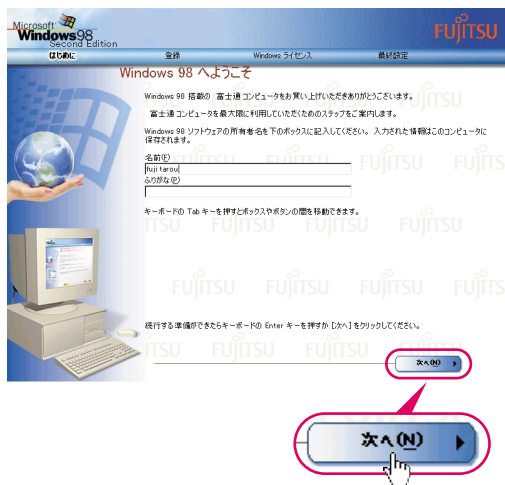 Microsoft
Windows98
Second Edition
FUJITSU
はじめに 登録 Windows ライセンス 最終設定
Windows 98 へようこそ
Windows 98 搭載の 富士通コンピュータをお買い上げいただきありがとうございます。
富士通コンピュータを最大限に利用していただくためのステップをご案内します。
Windows 98 ソフトウェアの所有者名を下のボックスに記入してください。 入力された情報はこのコンピュータに
保存されます。
名前(F)
fuji tarou
ふりがな(P)
キーボードの Tab キーを押すとボックスやボタンの間を移動できます。
続行する準備ができたらキーボードの Enter キーを押すか [次へ] をクリックしてください。
次へ(N)
次へ(N)